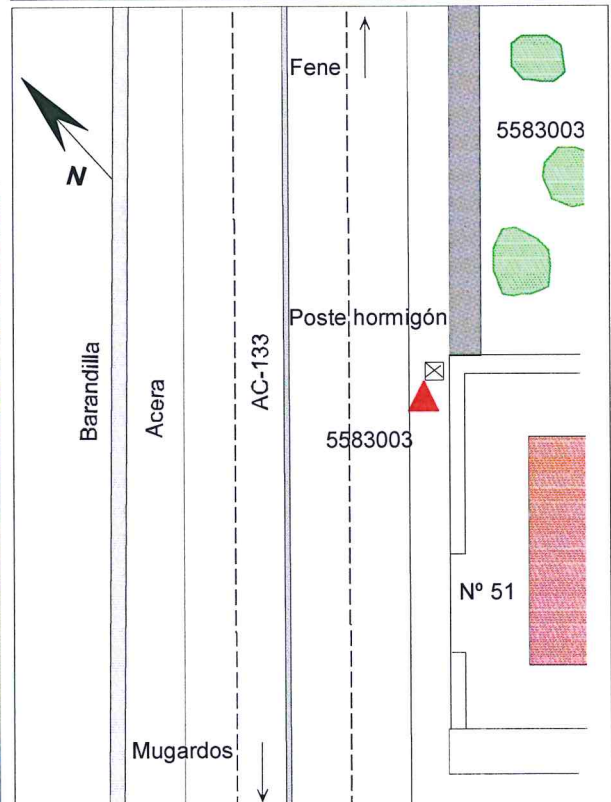 Fene
5583003
N
Poste hormigón
Barandilla
Acera
AC-133
5583003
Nº 51
Mugardos